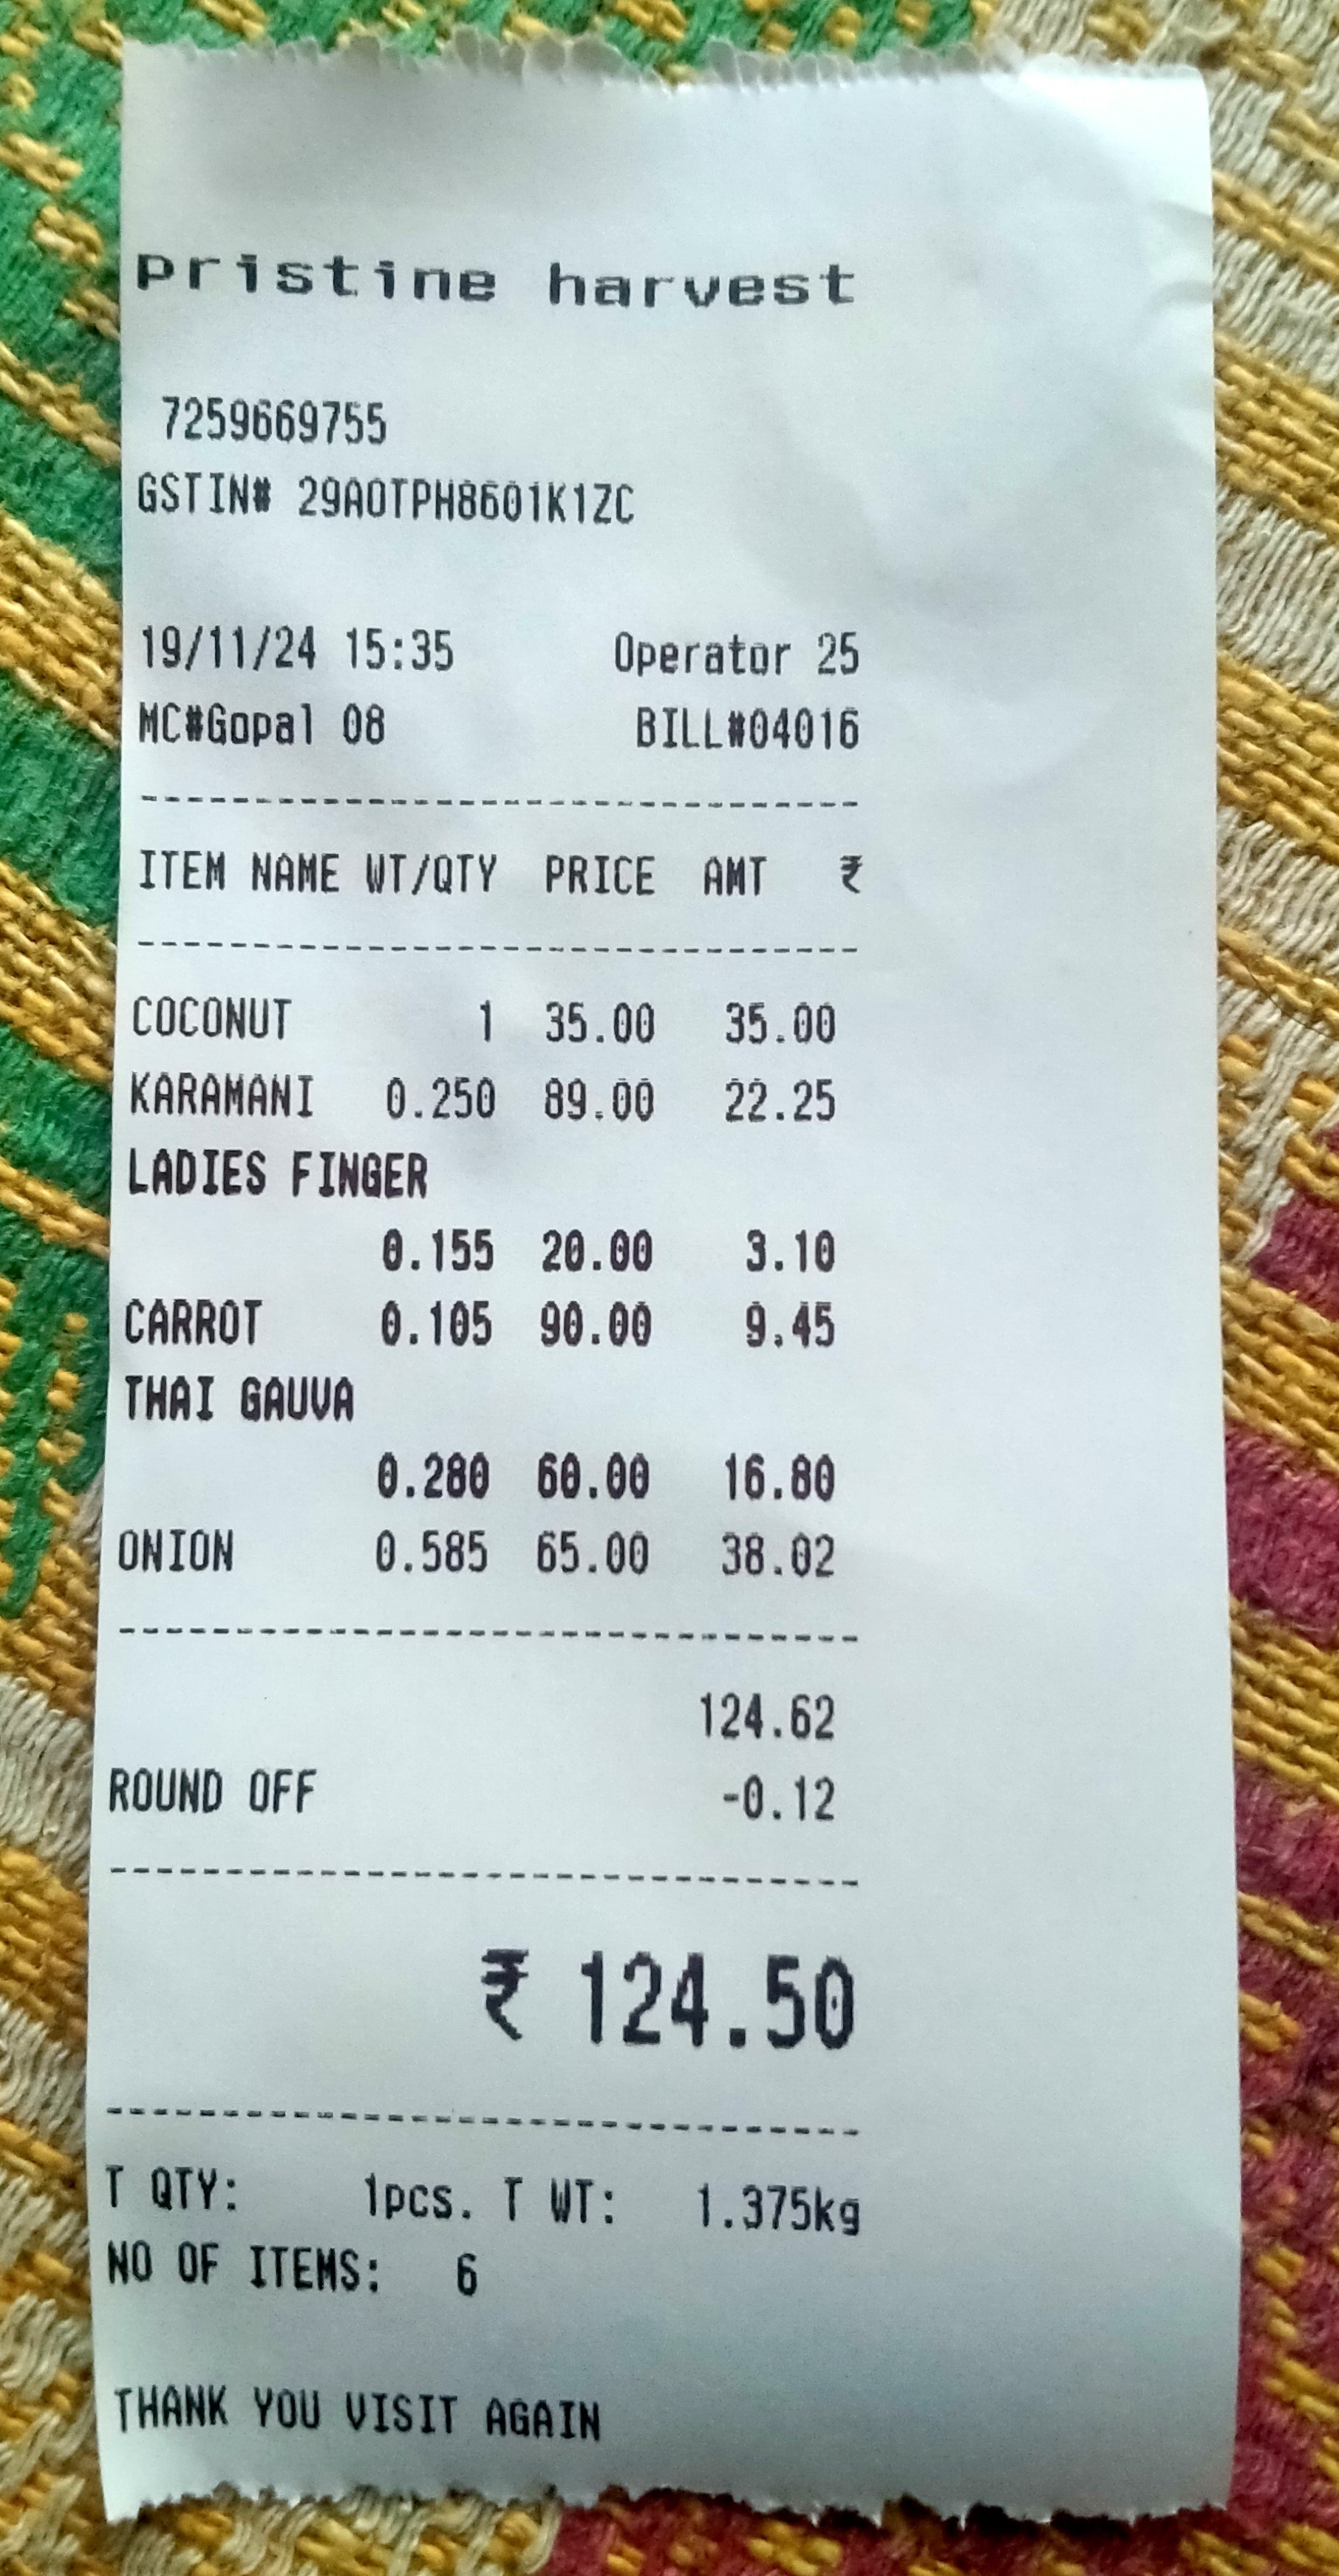 pristine harvest
7259669755
GSTIN# 29AOTPH8601K1ZC
19/11/24 15:35 Operator 25
MC#Gopal 08 BILL#04016
--------------------------------
ITEM NAME WT/QTY PRICE AMT ₹
--------------------------------
COCONUT 1 35.00 35.00
KARAMANI 0.250 89.00 22.25
LADIES FINGER
0.155 20.00 3.10
CARROT 0.105 90.00 9.45
THAI GAUVA
0.280 60.00 16.80
ONION 0.585 65.00 38.02
--------------------------------
124.62
ROUND OFF -0.12
--------------------------------
₹ 124.50
--------------------------------
T QTY: 1pcs. T WT: 1.375kg
NO OF ITEMS: 6
THANK YOU VISIT AGAIN